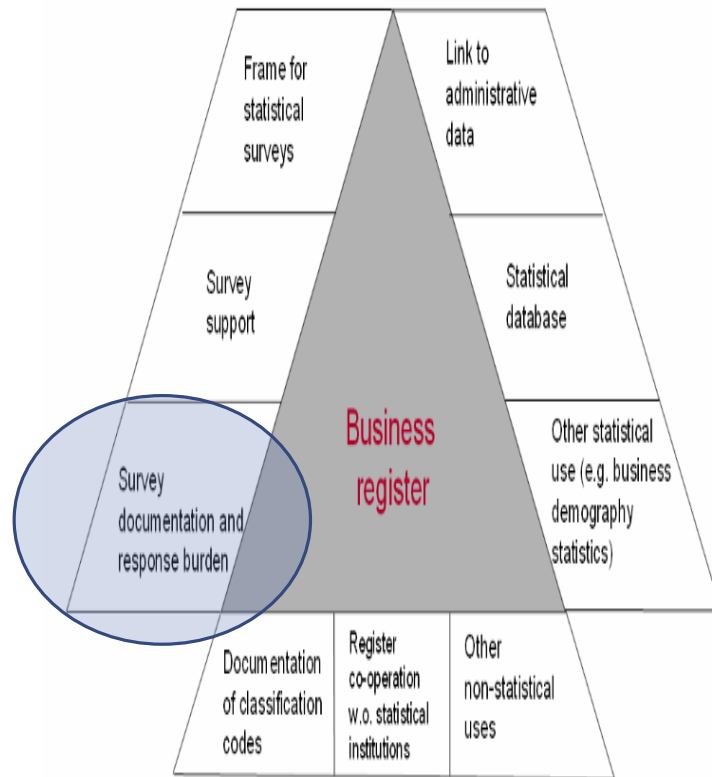 Frame for
statistical
surveys
Link to
administrative
data
Survey
support
Statistical
database
Business
register
Survey
documentation and
response burden
Other statistical
use (e.g. business
demography
statistics)
Documentation
of classification
codes
Register
co-operation
w.o. statistical
institutions
Other
non-statistical
uses